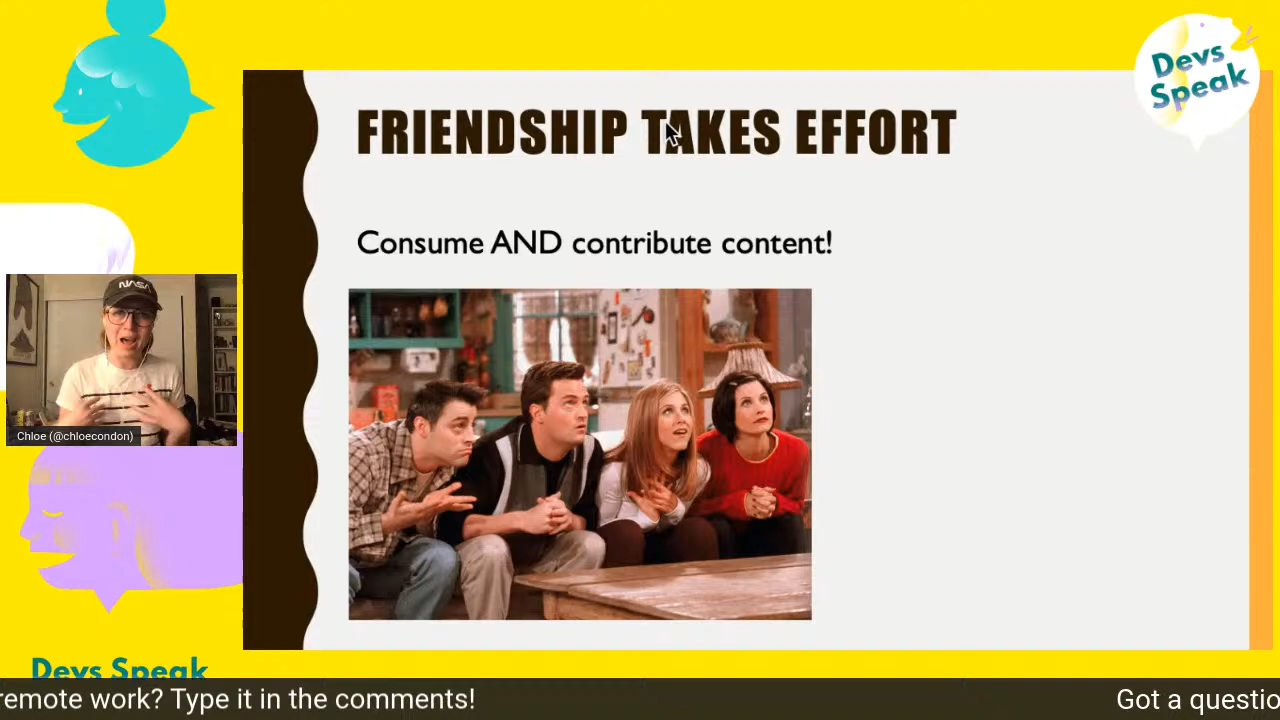 Devs
Speak
FRIENDSHIP TAKES EFFORT
Consume AND contribute content!
NASA
Chloe (@chloecondon)
Devs Speak
remote work? Type it in the comments!
Got a questio